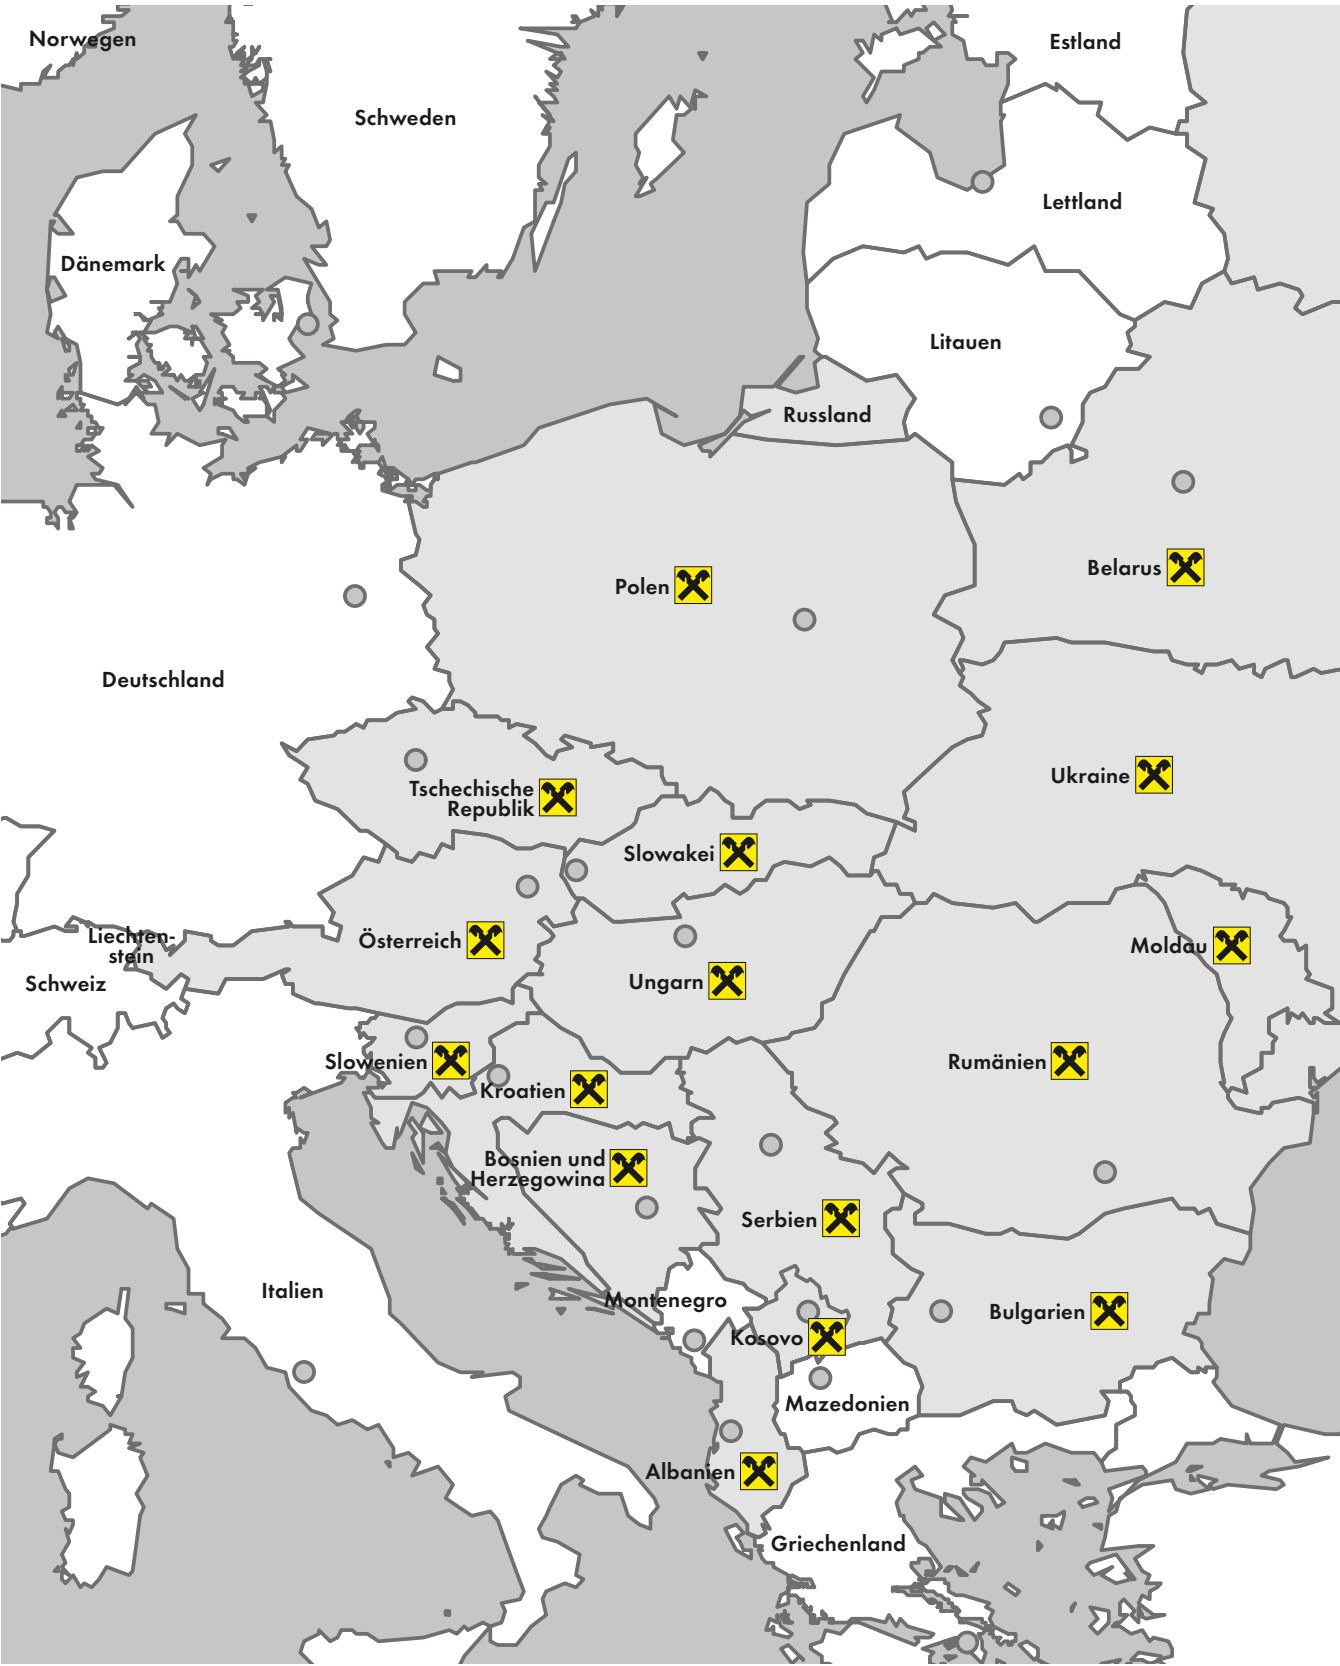 Norwegen
Estland
Schweden
Lettland
Dänemark
Litauen
Russland
Belarus
Polen
Deutschland
Ukraine
Tschechische
Republik
Slowakei
Liechten-
stein
Österreich
Moldau
Schweiz
Ungarn
Slowenien
Rumänien
Kroatien
Bosnien und
Herzegowina
Serbien
Italien
Montenegro
Bulgarien
Kosovo
Mazedonien
Albanien
Griechenland